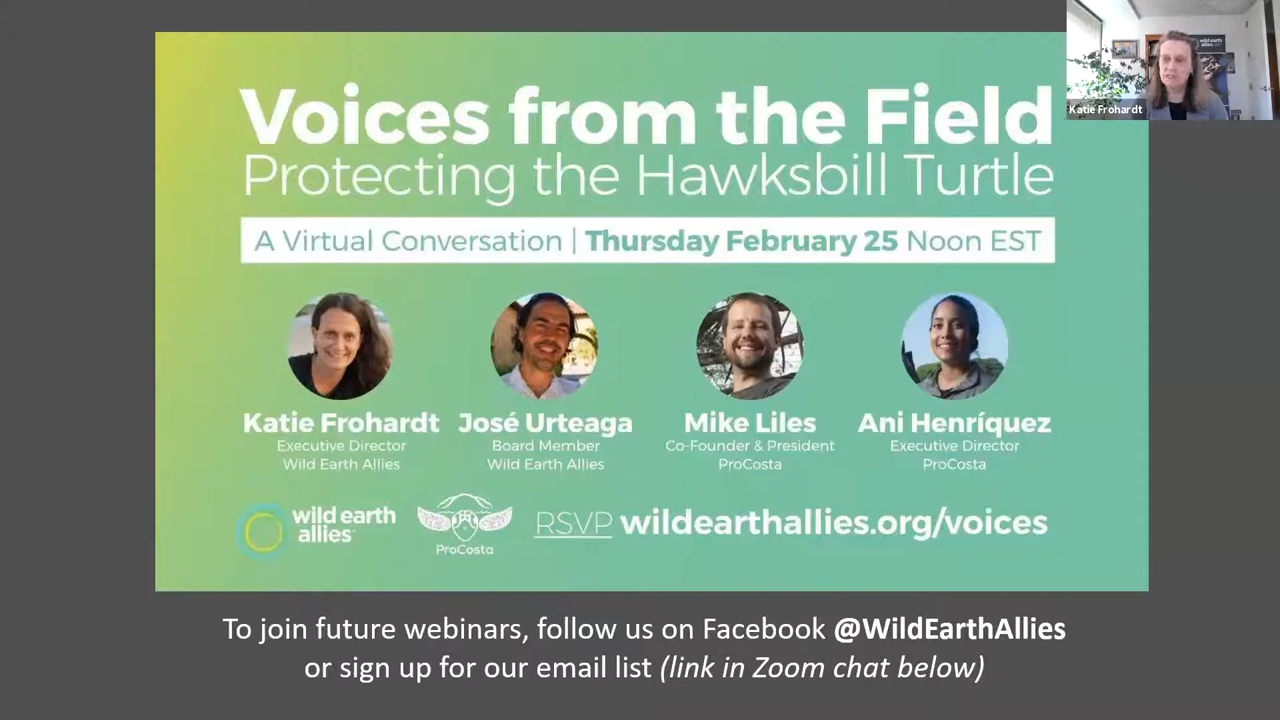 wild earth
allies
Katie Frohardt
Voices from the Field
Protecting the Hawksbill Turtle
A Virtual Conversation | Thursday February 25 Noon EST
Katie Frohardt
Executive Director
Wild Earth Allies
José Urteaga
Board Member
Wild Earth Allies
Mike Liles
Co-Founder & President
ProCosta
Ani Henríquez
Executive Director
ProCosta
wild earth
allies
ProCosta
RSVP wildearthallies.org/voices
To join future webinars, follow us on Facebook @WildEarthAllies
or sign up for our email list (link in Zoom chat below)